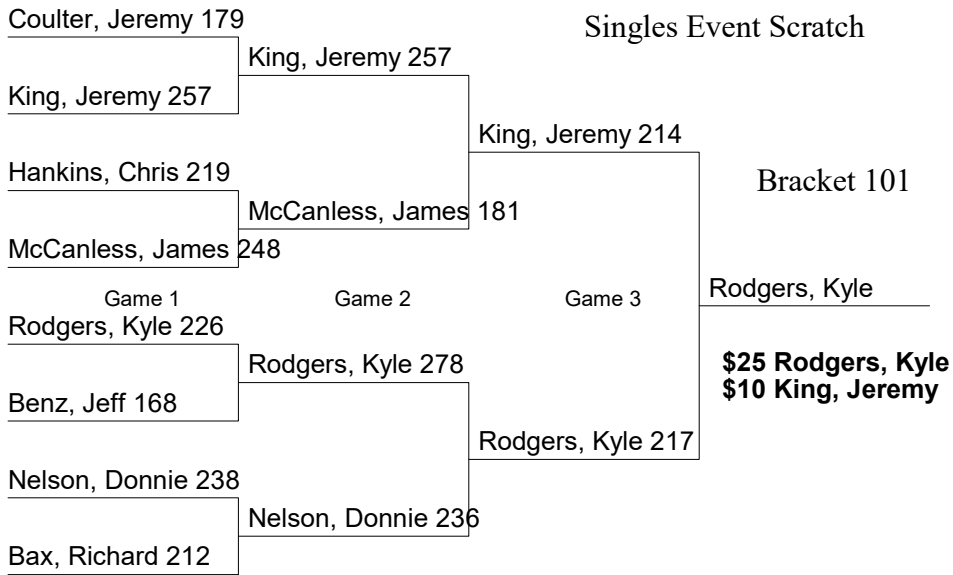 Coulter, Jeremy 179
Singles Event Scratch
King, Jeremy 257
King, Jeremy 257
King, Jeremy 214
Hankins, Chris 219
Bracket 101
McCanless, James 181
McCanless, James 248
Game 1
Game 2
Game 3
Rodgers, Kyle
Rodgers, Kyle 226
Rodgers, Kyle 278
$25 Rodgers, Kyle
$10 King, Jeremy
Benz, Jeff 168
Rodgers, Kyle 217
Nelson, Donnie 238
Nelson, Donnie 236
Bax, Richard 212